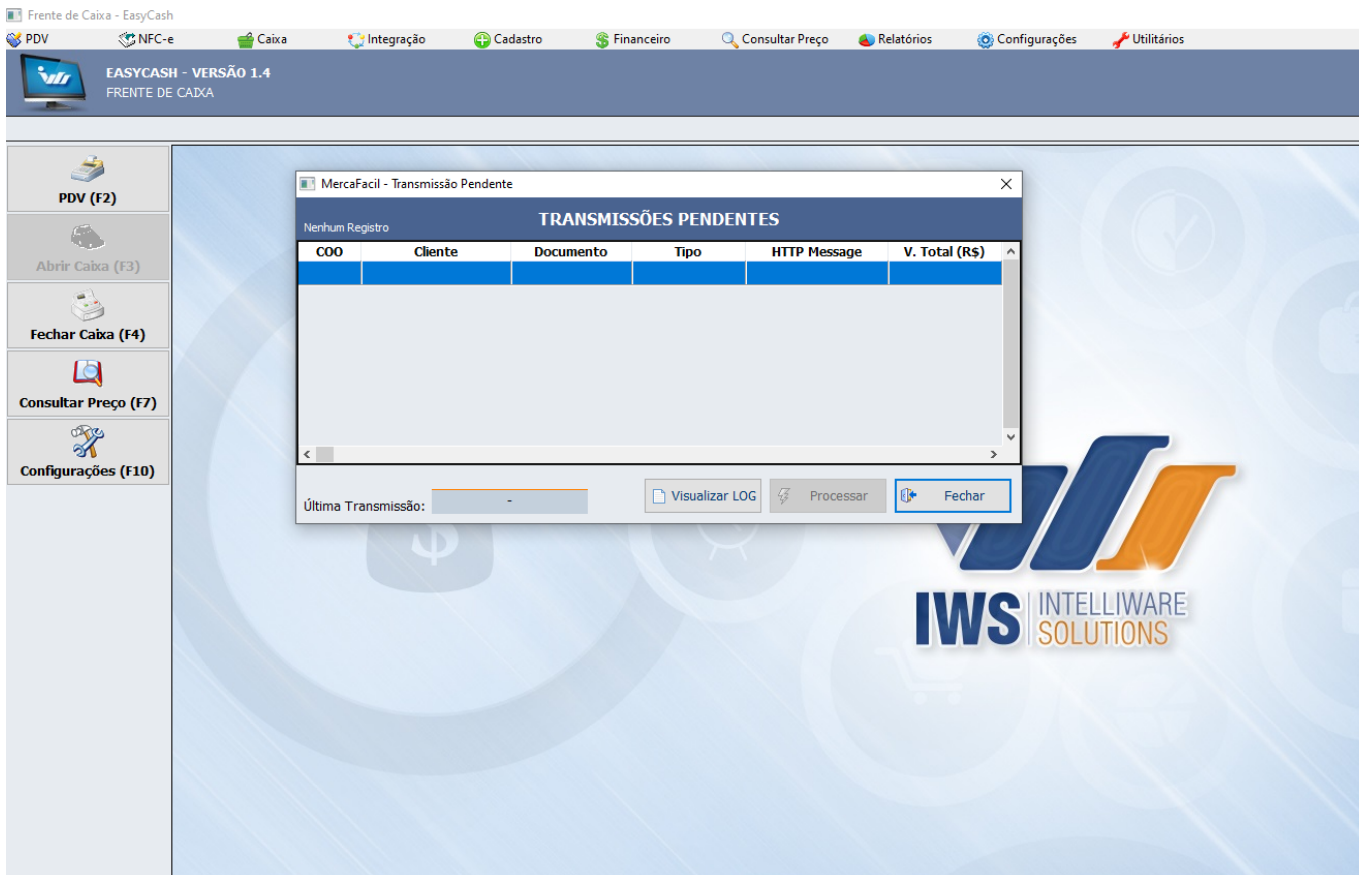 Frente de Caixa - EasyCash
PDV NFC-e Caixa Integração Cadastro Financeiro Consultar Preço Relatórios Configurações Utilitários
EASYCASH - VERSÃO 1.4
FRENTE DE CAIXA
PDV (F2)
Abrir Caixa (F3)
Fechar Caixa (F4)
Consultar Preço (F7)
Configurações (F10)
MercaFacil - Transmissão Pendente
Nenhum Registro TRANSMISSÕES PENDENTES
COO Cliente Documento Tipo HTTP Message V. Total (R$)
Última Transmissão: - Visualizar LOG Processar Fechar
IWS INTELLIWARE
SOLUTIONS